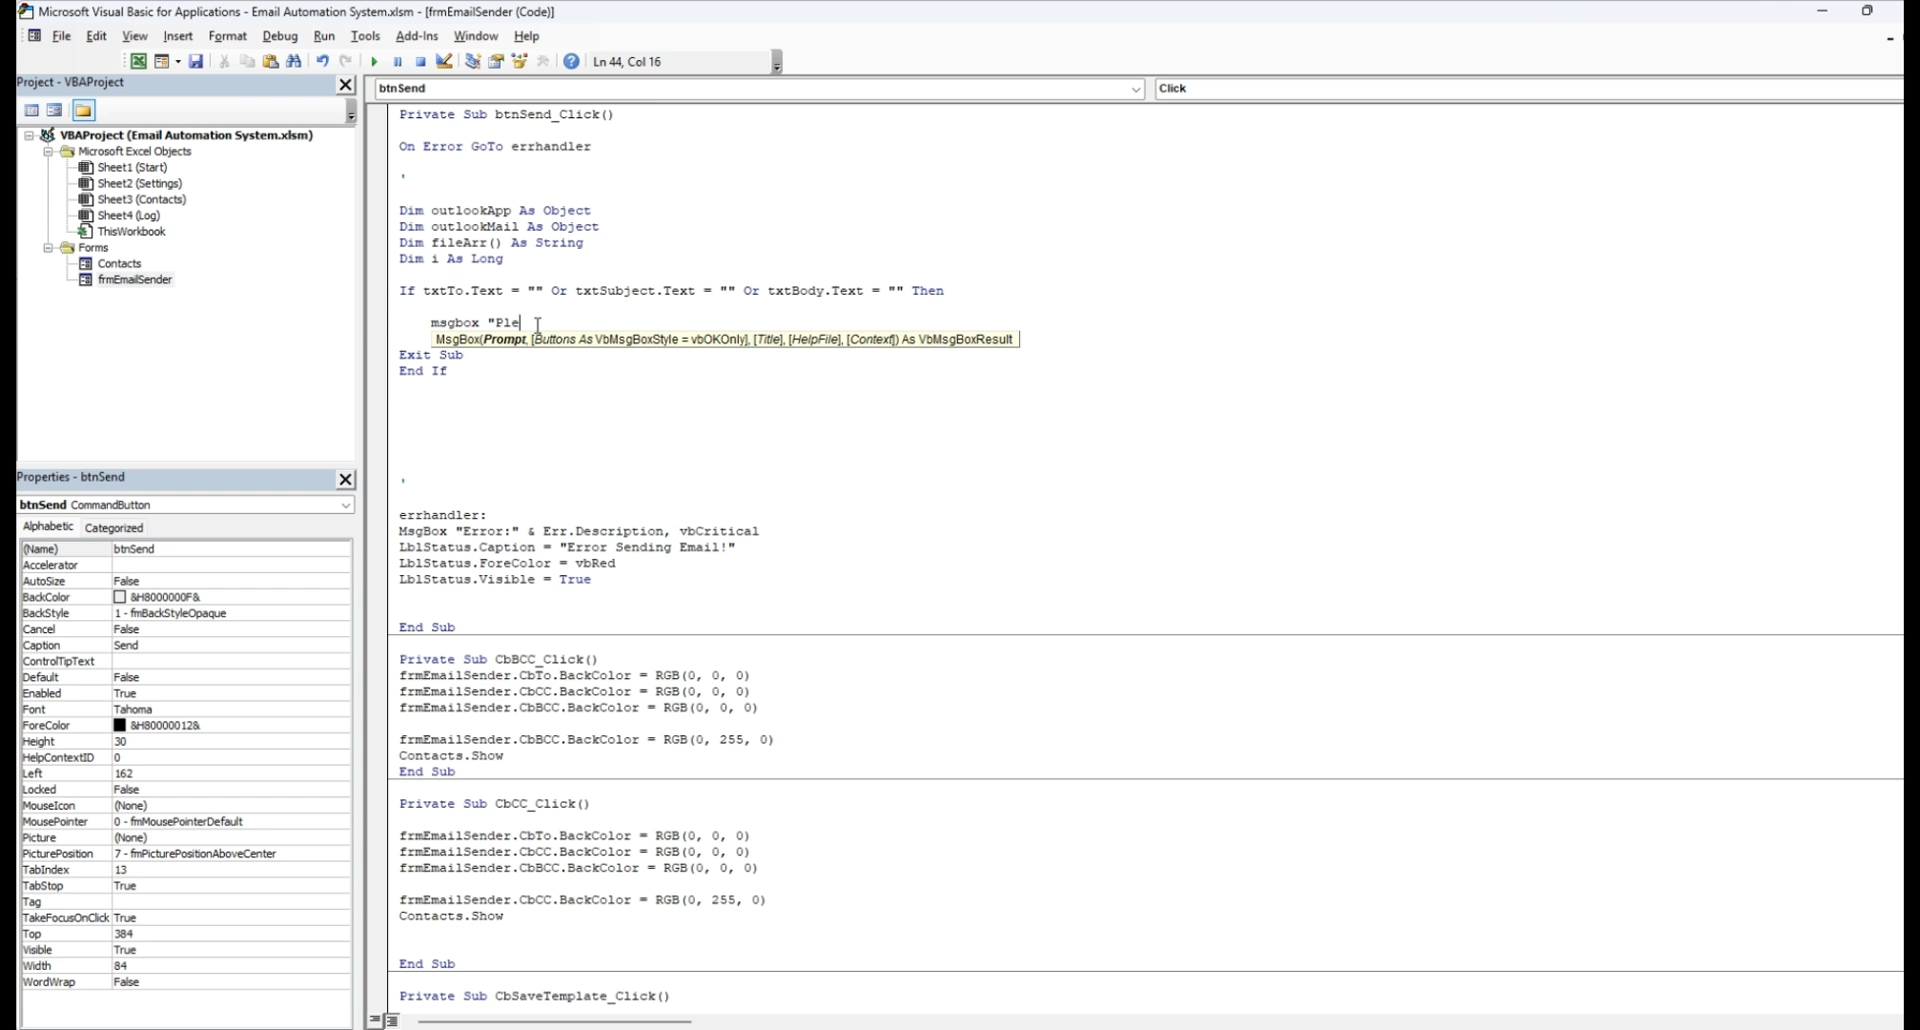 Microsoft Visual Basic for Applications - Email Automation System.xlsm - [frmEmailSender (Code)]
File Edit View Insert Format Debug Run Tools Add-Ins Window Help
Ln 44, Col 16
Project - VBAProject
btnSend
Click
VBAProject (Email Automation System.xlsm)
Microsoft Excel Objects
Sheet1 (Start)
Sheet2 (Settings)
Sheet3 (Contacts)
Sheet4 (Log)
ThisWorkbook
Forms
Contacts
frmEmailSender
Properties - btnSend
btnSend CommandButton
Alphabetic Categorized
(Name) btnSend
Accelerator
AutoSize False
BackColor &H8000000F&
BackStyle 1 - fmBackStyleOpaque
Cancel False
Caption Send
ControlTipText
Default False
Enabled True
Font Tahoma
ForeColor &H80000012&
Height 30
HelpContextID 0
Left 162
Locked False
MouseIcon (None)
MousePointer 0 - fmMousePointerDefault
Picture (None)
PicturePosition 7 - fmPicturePositionAboveCenter
TabIndex 13
TabStop True
Tag
TakeFocusOnClick True
Top 384
Visible True
Width 84
WordWrap False
Private Sub btnSend_Click()
On Error GoTo errhandler
'
Dim outlookApp As Object
Dim outlookMail As Object
Dim fileArr() As String
Dim i As Long
If txtTo.Text = "" Or txtSubject.Text = "" Or txtBody.Text = "" Then
msgbox "Ple
MsgBox(Prompt, [Buttons As VbMsgBoxStyle = vbOKOnly], [Title], [HelpFile], [Context]) As VbMsgBoxResult
Exit Sub
End If
'
errhandler:
MsgBox "Error:" & Err.Description, vbCritical
LblStatus.Caption = "Error Sending Email!"
LblStatus.ForeColor = vbRed
LblStatus.Visible = True
End Sub
Private Sub CbBCC_Click()
frmEmailSender.CbTo.BackColor = RGB(0, 0, 0)
frmEmailSender.CbCC.BackColor = RGB(0, 0, 0)
frmEmailSender.CbBCC.BackColor = RGB(0, 0, 0)
frmEmailSender.CbBCC.BackColor = RGB(0, 255, 0)
Contacts.Show
End Sub
Private Sub CbCC_Click()
frmEmailSender.CbTo.BackColor = RGB(0, 0, 0)
frmEmailSender.CbCC.BackColor = RGB(0, 0, 0)
frmEmailSender.CbBCC.BackColor = RGB(0, 0, 0)
frmEmailSender.CbCC.BackColor = RGB(0, 255, 0)
Contacts.Show
End Sub
Private Sub CbSaveTemplate_Click()